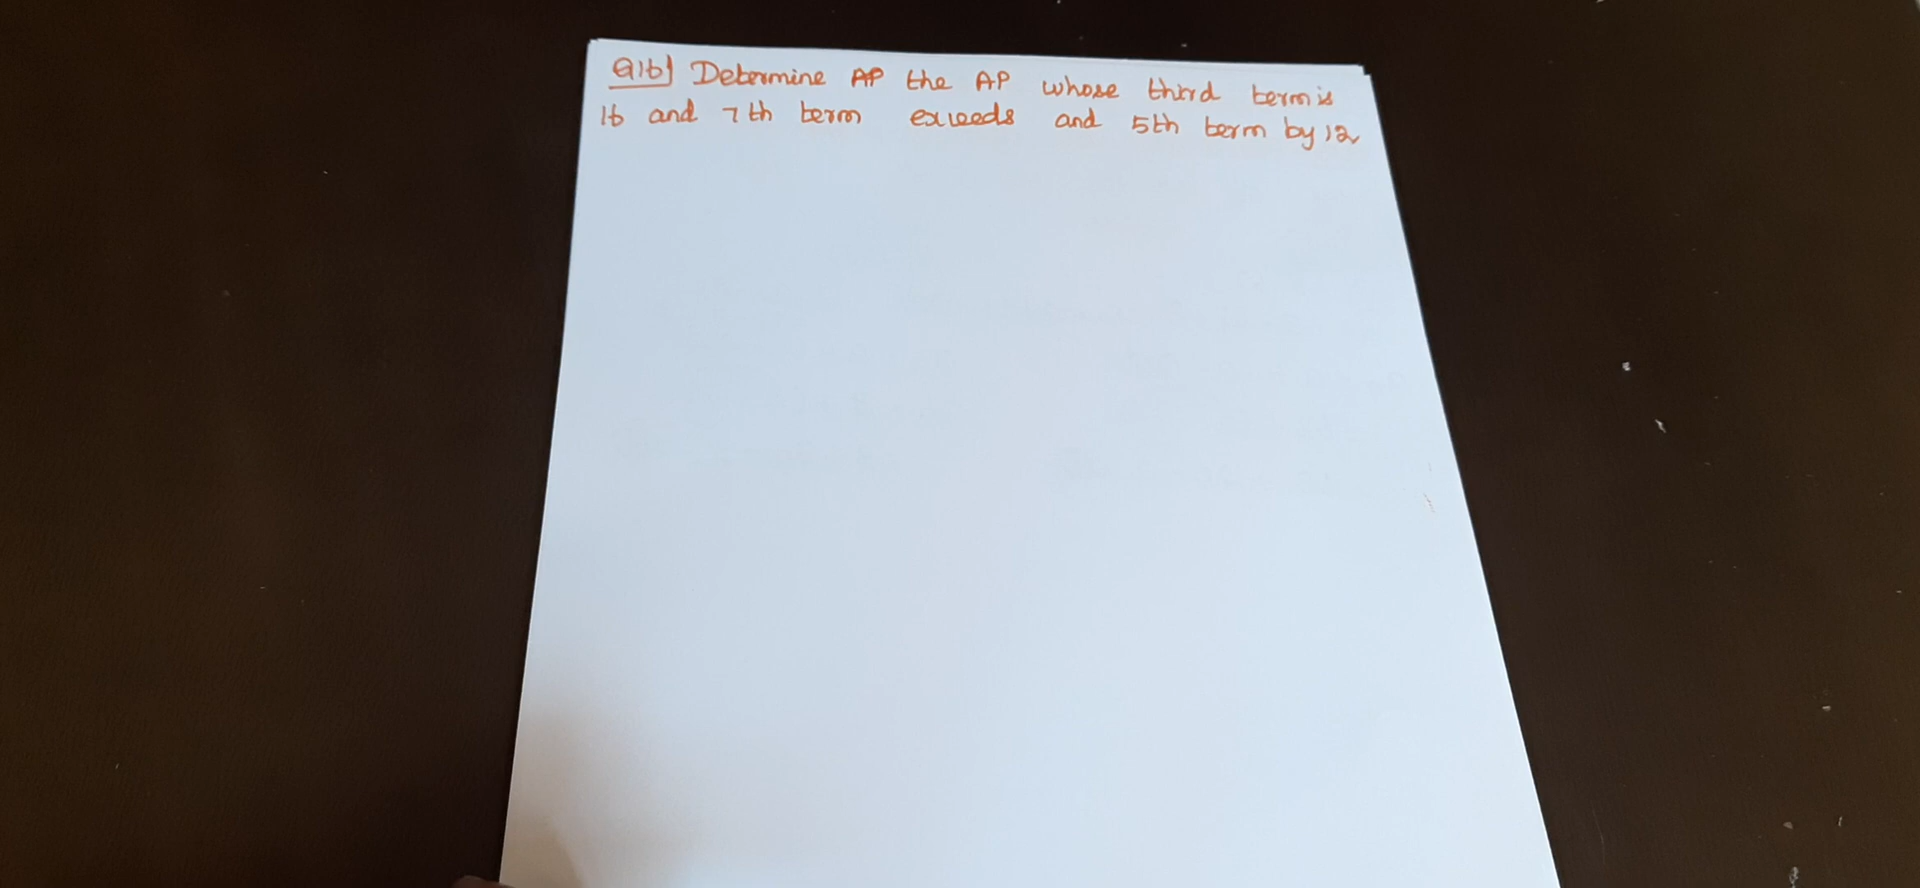 Q16) Determine AP the AP whose third term is
16 and 7th term exceeds and 5th term by 12